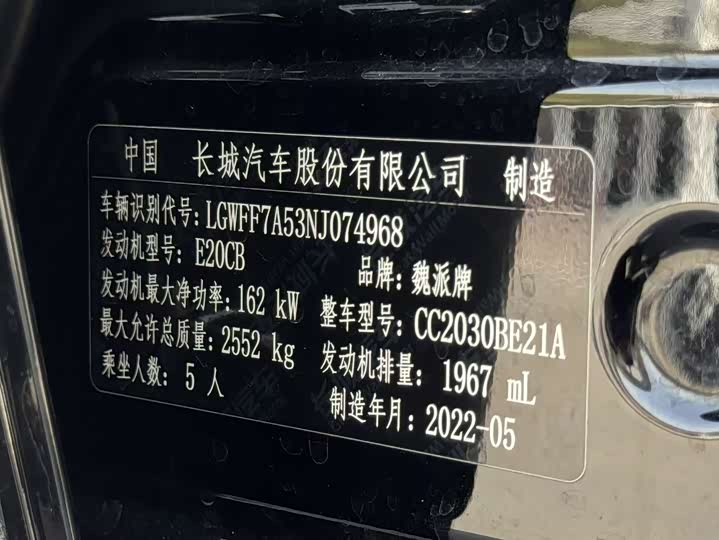 中国 长城汽车股份有限公司 制造
车辆识别代号: LGWFF7A53NJ074968
发动机型号: E20CB 品牌: 魏派牌
发动机最大净功率: 162 kW 整车型号: CC2030BE21A
最大允许总质量: 2552 kg 发动机排量: 1967 mL
乘坐人数: 5 人 制造年月: 2022-05